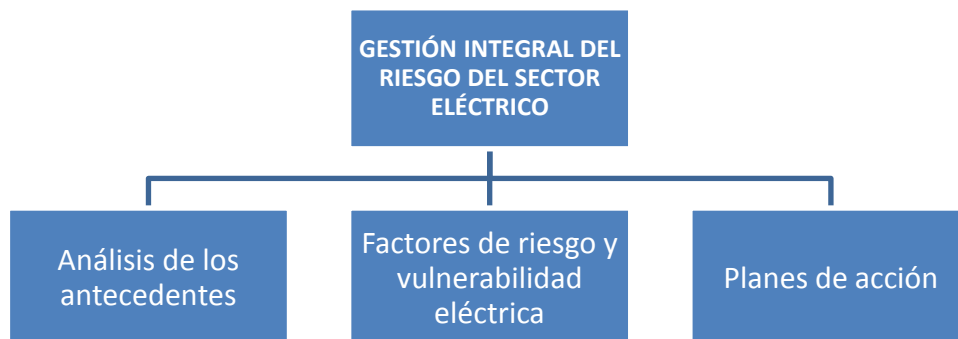 GESTIÓN INTEGRAL DEL
RIESGO DEL SECTOR
ELÉCTRICO
Análisis de los
antecedentes
Factores de riesgo y
vulnerabilidad
eléctrica
Planes de acción